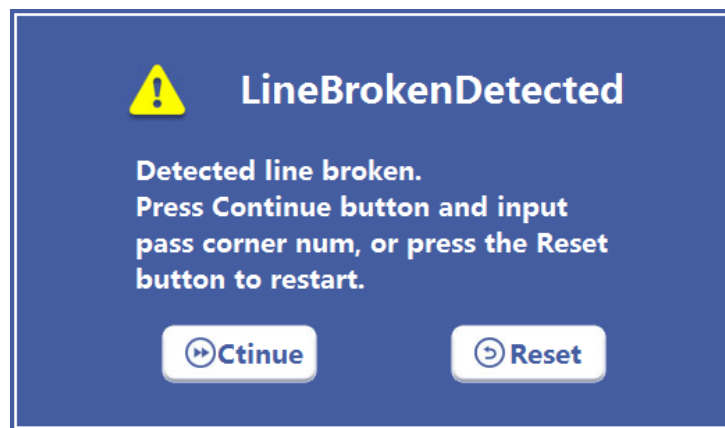 LineBrokenDetected
Detected line broken.
Press Continue button and input
pass corner num, or press the Reset
button to restart.
Ctinue
Reset